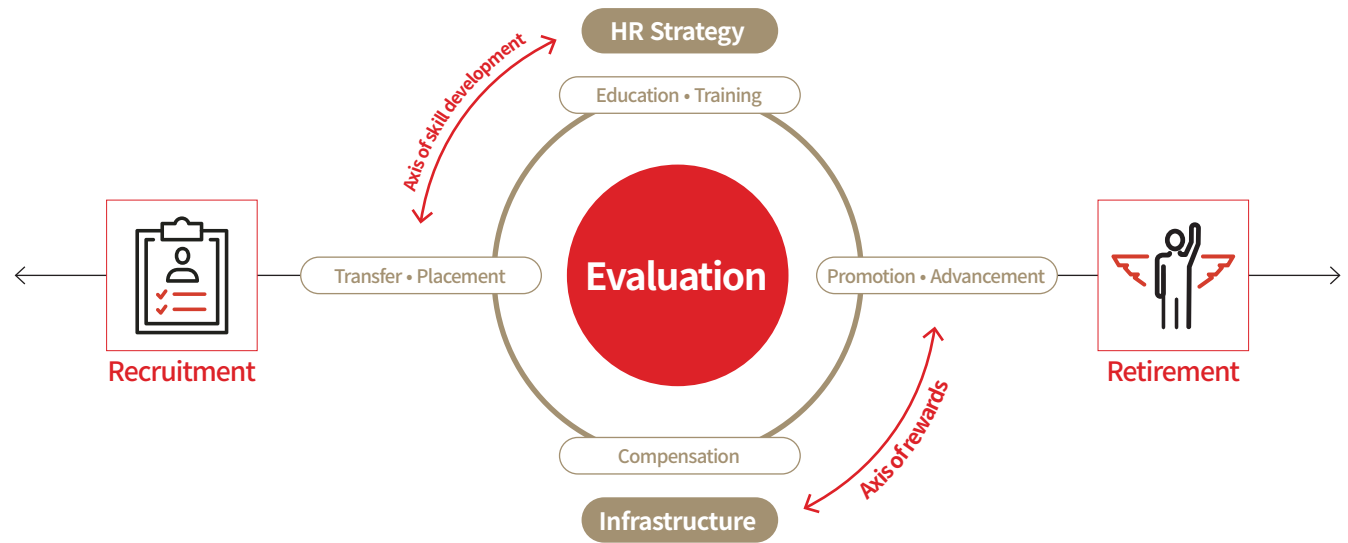 HR Strategy
Axis of skill development
Education • Training
Evaluation
Transfer • Placement
Promotion • Advancement
Recruitment
Retirement
Axis of rewards
Compensation
Infrastructure